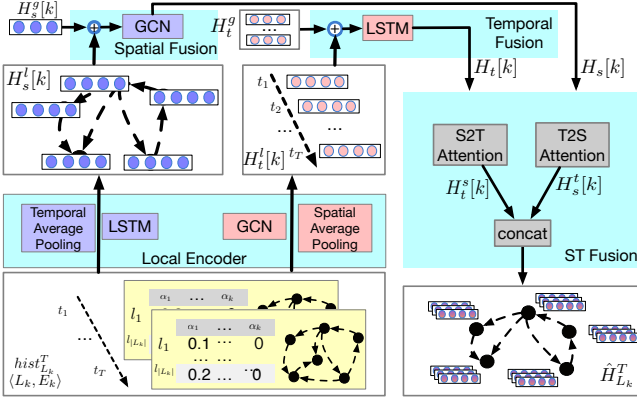 H_s^g[k]
GCN
Spatial Fusion
H_t^g
...
LSTM
Temporal
Fusion
H_s^l[k]
t_1
t_2
...
...
t_T
H_t^l[k]
H_t[k]
H_s[k]
S2T
Attention
T2S
Attention
H_t^s[k]
H_s^t[k]
concat
ST Fusion
Temporal
Average
Pooling
LSTM
GCN
Spatial
Average
Pooling
Local Encoder
t_1
...
t_T
hist_{L_k}^T
⟨L_k, E_k⟩
α_1 ... α_k
l_1
l_{|L_k|}
α_1 ... α_k
l_1 0.1 ... 0
... ...
l_{|L_k|} 0.2 ... 0
Ĥ_{L_k}^T